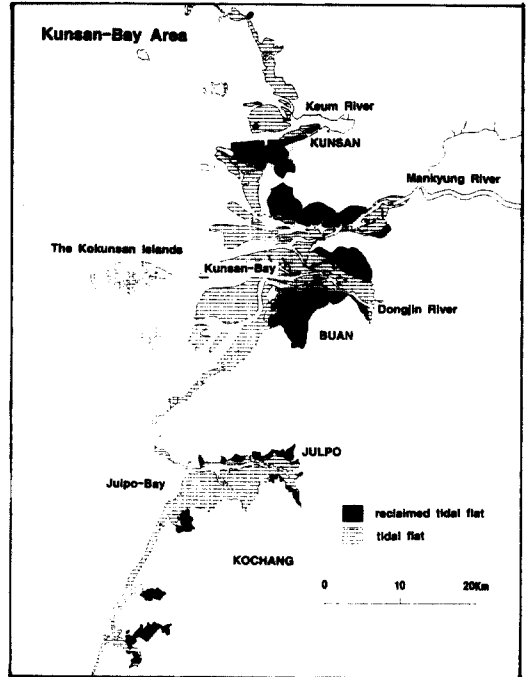 Kunsan-Bay Area
Keum River
KUNSAN
Mankyung River
The Kokunsan Islands
Kunsan-Bay
Dongjin River
BUAN
JULPO
Julpo-Bay
reclaimed tidal flat
tidal flat
KOCHANG
0 10 20Km